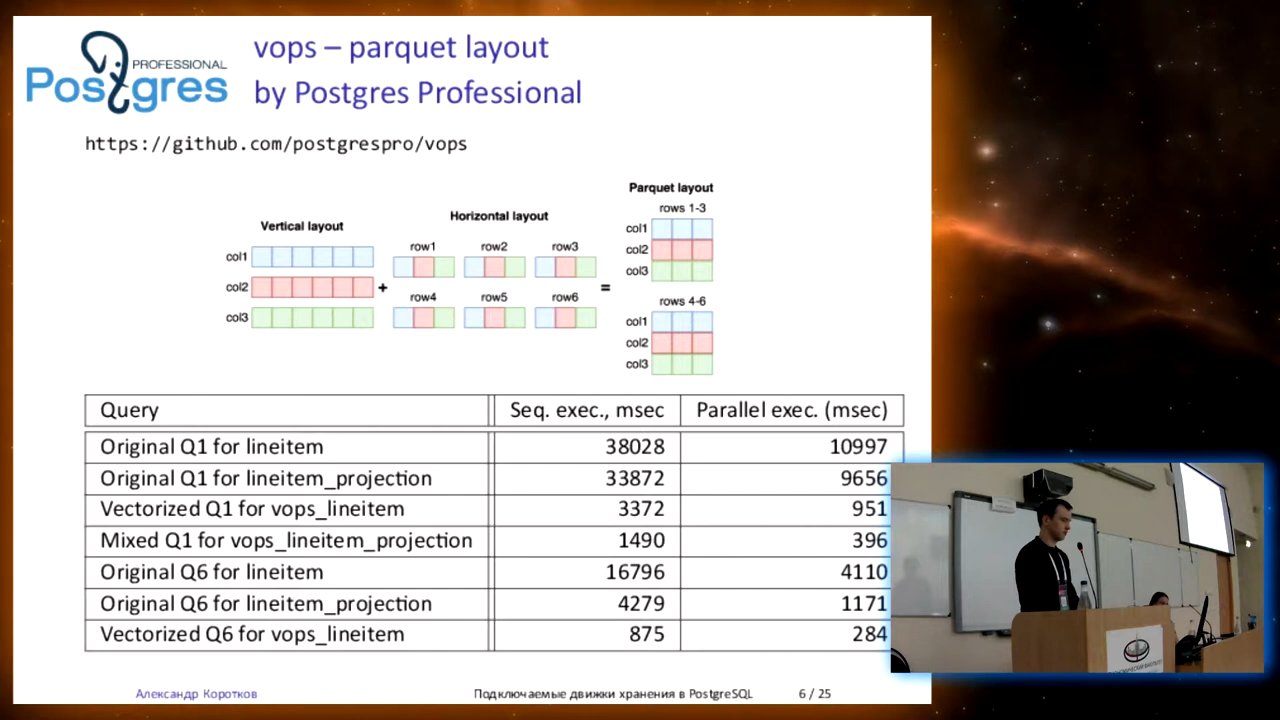 PROFESSIONAL
Postgres
vops – parquet layout
by Postgres Professional
https://github.com/postgrespro/vops
Vertical layout
col1
col2
col3
+
Horizontal layout
row1 row2 row3
row4 row5 row6
=
Parquet layout
rows 1-3
col1
col2
col3
rows 4-6
col1
col2
col3
Query Seq. exec., msec Parallel exec. (msec)
Original Q1 for lineitem 38028 10997
Original Q1 for lineitem_projection 33872 9656
Vectorized Q1 for vops_lineitem 3372 951
Mixed Q1 for vops_lineitem_projection 1490 396
Original Q6 for lineitem 16796 4110
Original Q6 for lineitem_projection 4279 1171
Vectorized Q6 for vops_lineitem 875 284
Александр Коротков Подключаемые движки хранения в PostgreSQL 6 / 25